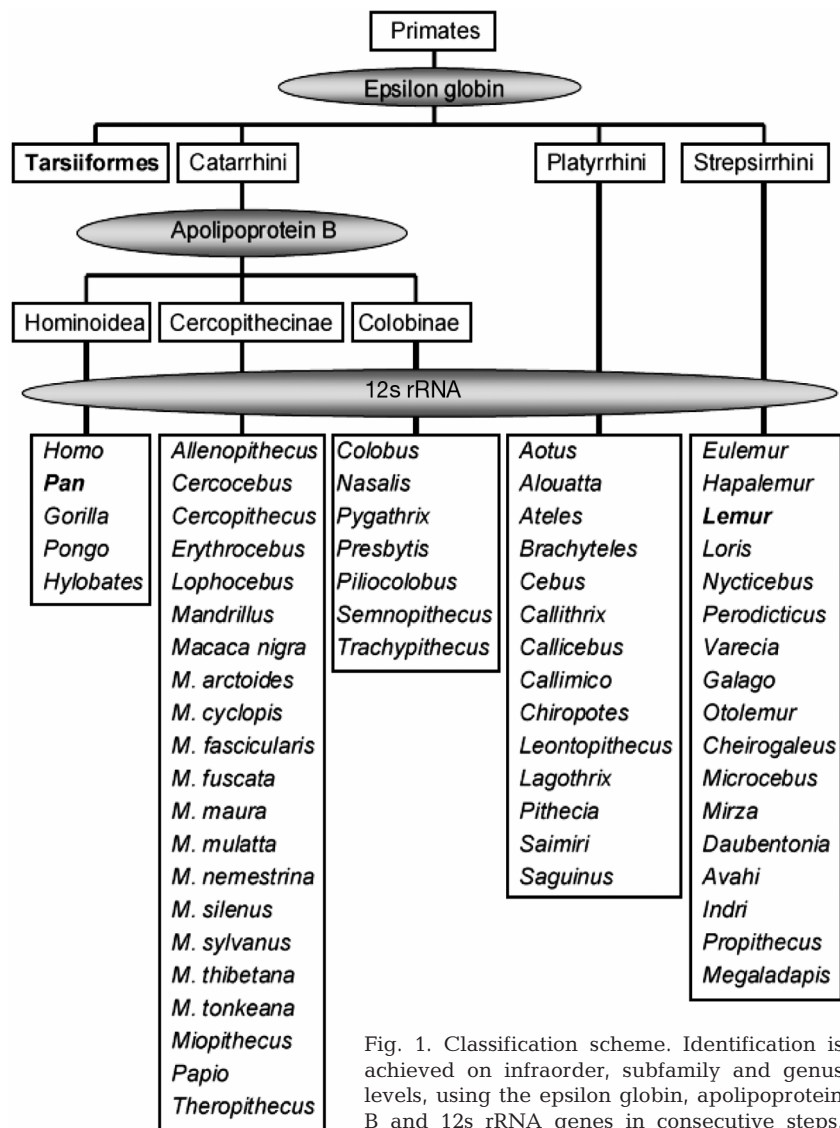 Primates
Epsilon globin
Tarsiiformes Catarrhini Platyrrhini Strepsirrhini
Apolipoprotein B
Hominoidea Cercopithecinae Colobinae
12s rRNA
Homo
Pan
Gorilla
Pongo
Hylobates
Allenopithecus
Cercocebus
Cercopithecus
Erythrocebus
Lophocebus
Mandrillus
Macaca nigra
M. arctoides
M. cyclopis
M. fascicularis
M. fuscata
M. maura
M. mulatta
M. nemestrina
M. silenus
M. sylvanus
M. thibetana
M. tonkeana
Miopithecus
Papio
Theropithecus
Colobus
Nasalis
Pygathrix
Presbytis
Piliocolobus
Semnopithecus
Trachypithecus
Aotus
Alouatta
Ateles
Brachyteles
Cebus
Callithrix
Callicebus
Callimico
Chiropotes
Leontopithecus
Lagothrix
Pithecia
Saimiri
Saguinus
Eulemur
Hapalemur
Lemur
Loris
Nycticebus
Perodicticus
Varecia
Galago
Otolemur
Cheirogaleus
Microcebus
Mirza
Daubentonia
Avahi
Indri
Propithecus
Megaladapis
Fig. 1. Classification scheme. Identification is
achieved on infraorder, subfamily and genus
levels, using the epsilon globin, apolipoprotein
B and 12s rRNA genes in consecutive steps.